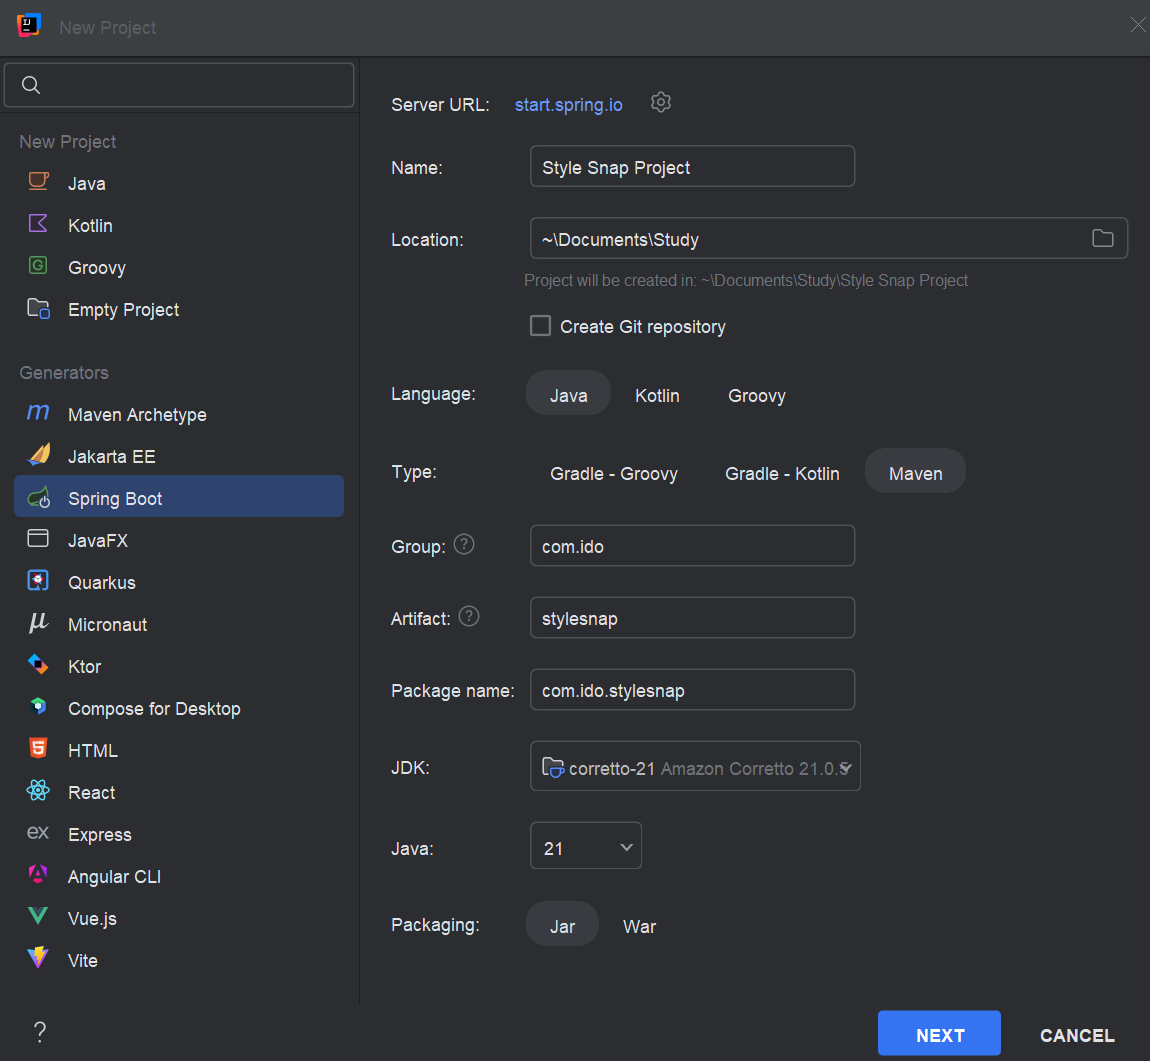 New Project
Server URL: start.spring.io
New Project
Name: Style Snap Project
Java
Kotlin
Location: ~\Documents\Study
Groovy
Project will be created in: ~\Documents\Study\Style Snap Project
Empty Project
Create Git repository
Generators
Language: Java Kotlin Groovy
Maven Archetype
Jakarta EE
Type: Gradle - Groovy Gradle - Kotlin Maven
Spring Boot
JavaFX
Group: ? com.ido
Quarkus
Micronaut
Artifact: ? stylesnap
Ktor
Package name: com.ido.stylesnap
Compose for Desktop
HTML
JDK: corretto-21 Amazon Corretto 21.0.5
React
Express
Java: 21
Angular CLI
Vue.js
Packaging: Jar War
Vite
? NEXT CANCEL